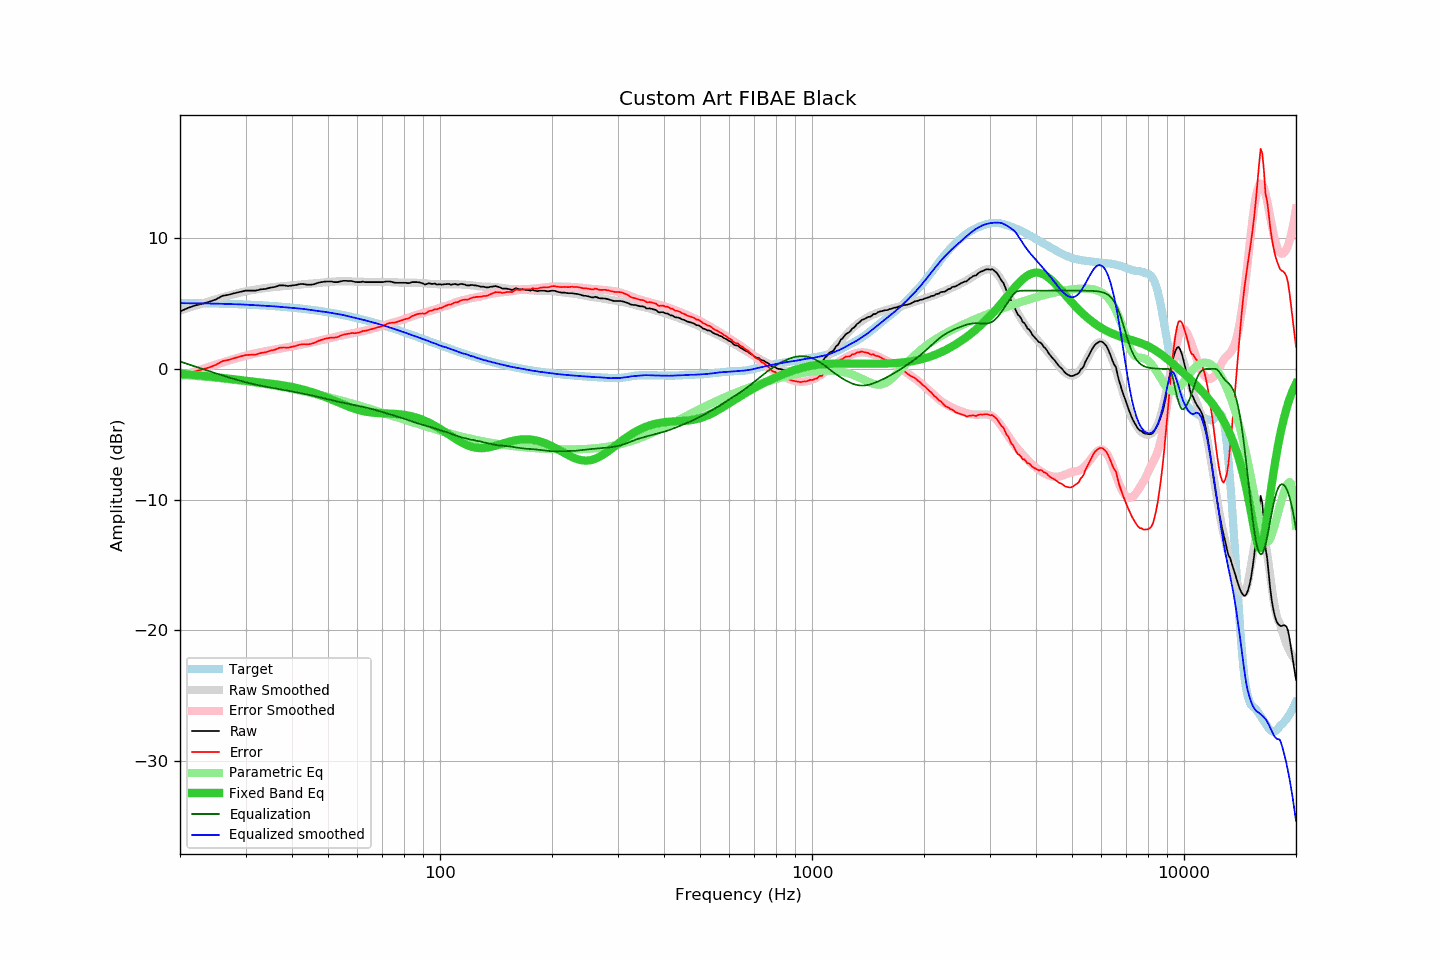 Custom Art FIBAE Black
10
0
−10
−20
−30
Amplitude (dBr)
Target
Raw Smoothed
Error Smoothed
Raw
Error
Parametric Eq
Fixed Band Eq
Equalization
Equalized smoothed
100
1000
10000
Frequency (Hz)